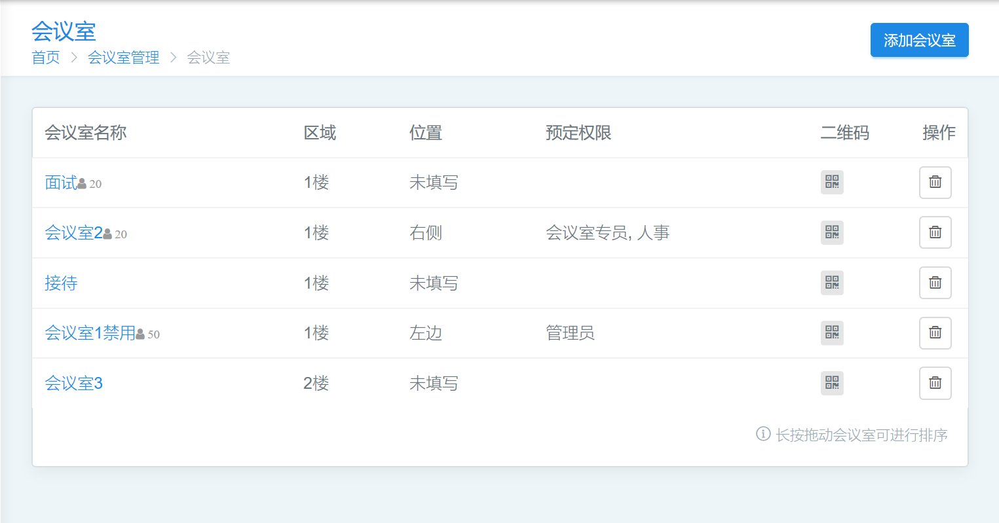 会议室
首页 > 会议室管理 > 会议室
添加会议室
会议室名称 区域 位置 预定权限 二维码 操作
面试 20 1楼 未填写
会议室2 20 1楼 右侧 会议室专员, 人事
接待 1楼 未填写
会议室1禁用 50 1楼 左边 管理员
会议室3 2楼 未填写
长按拖动会议室可进行排序